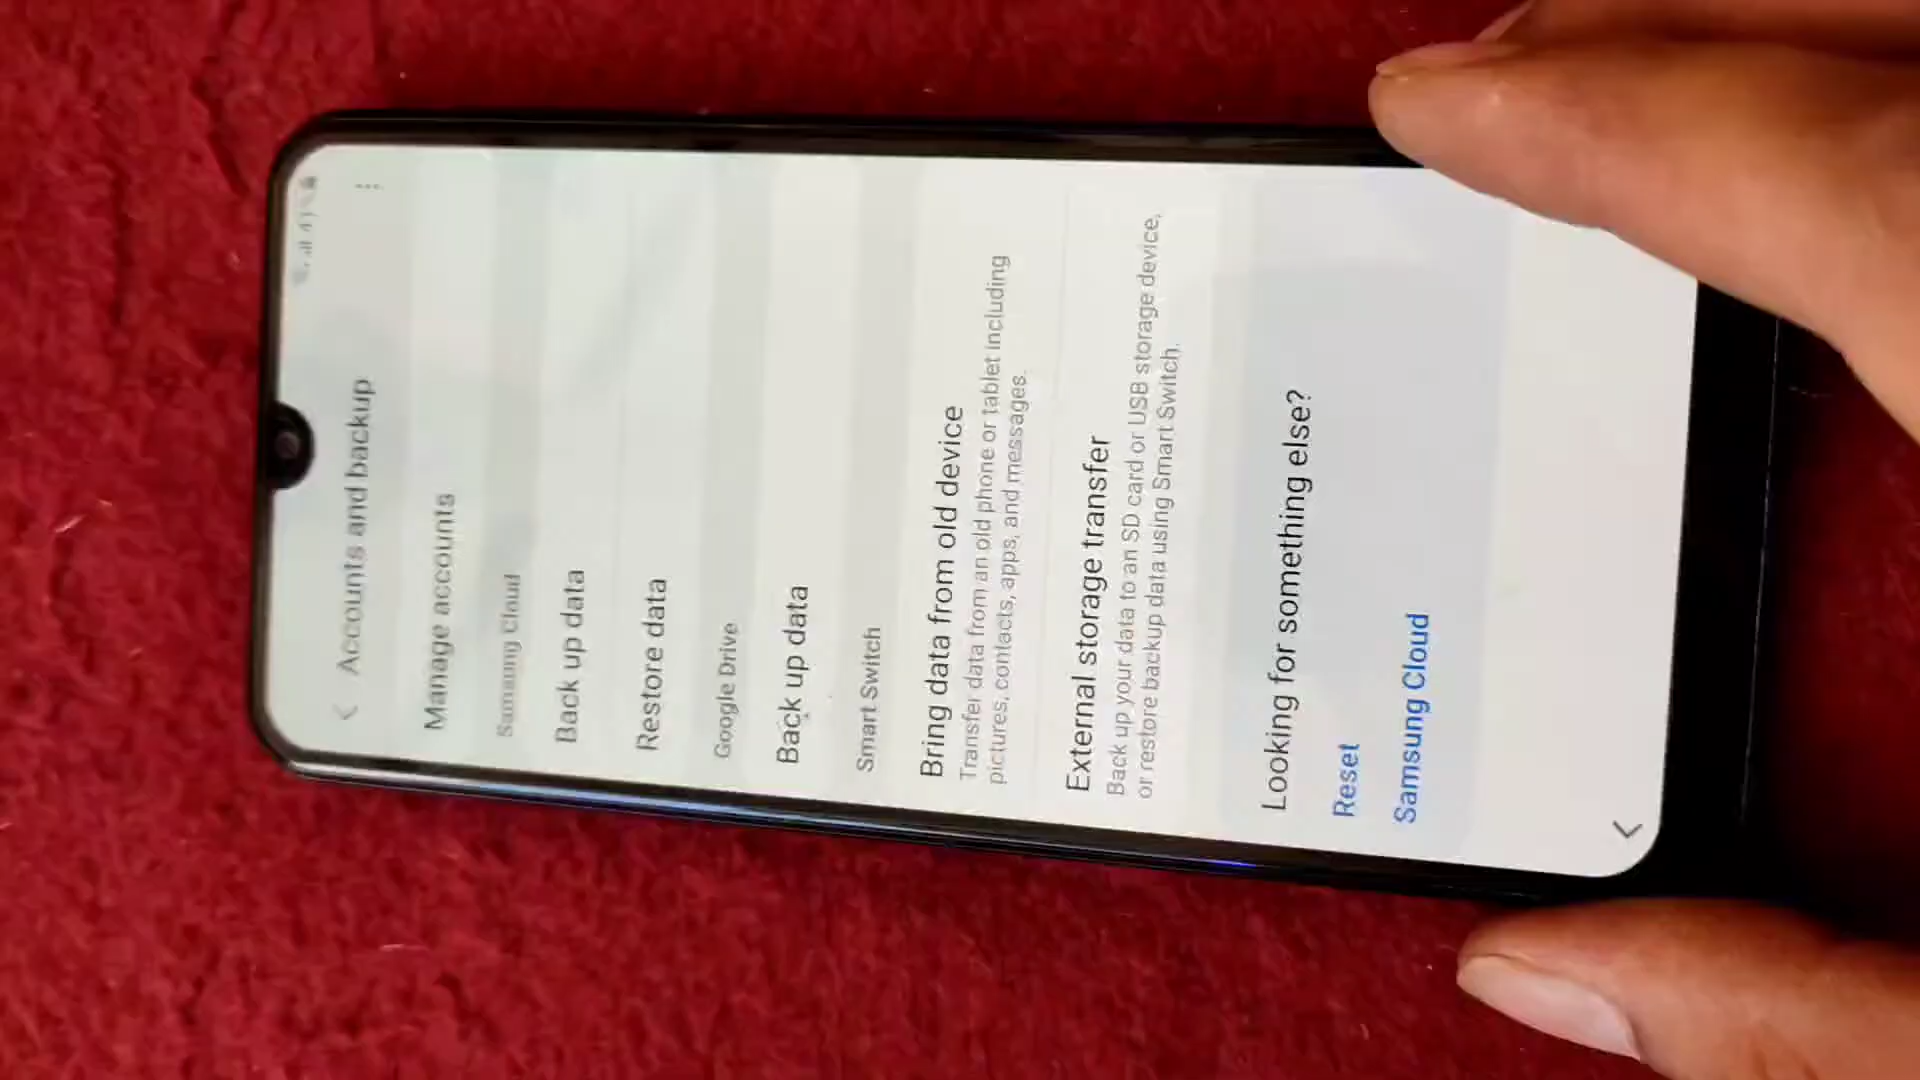 Accounts and backup
Manage accounts
Samsung Cloud
Back up data
Restore data
Google Drive
Back up data
Smart Switch
Bring data from old device
Transfer data from an old phone or tablet including
pictures, contacts, apps, and messages.
External storage transfer
Back up your data to an SD card or USB storage device,
or restore backup data using Smart Switch.
Looking for something else?
Reset
Samsung Cloud